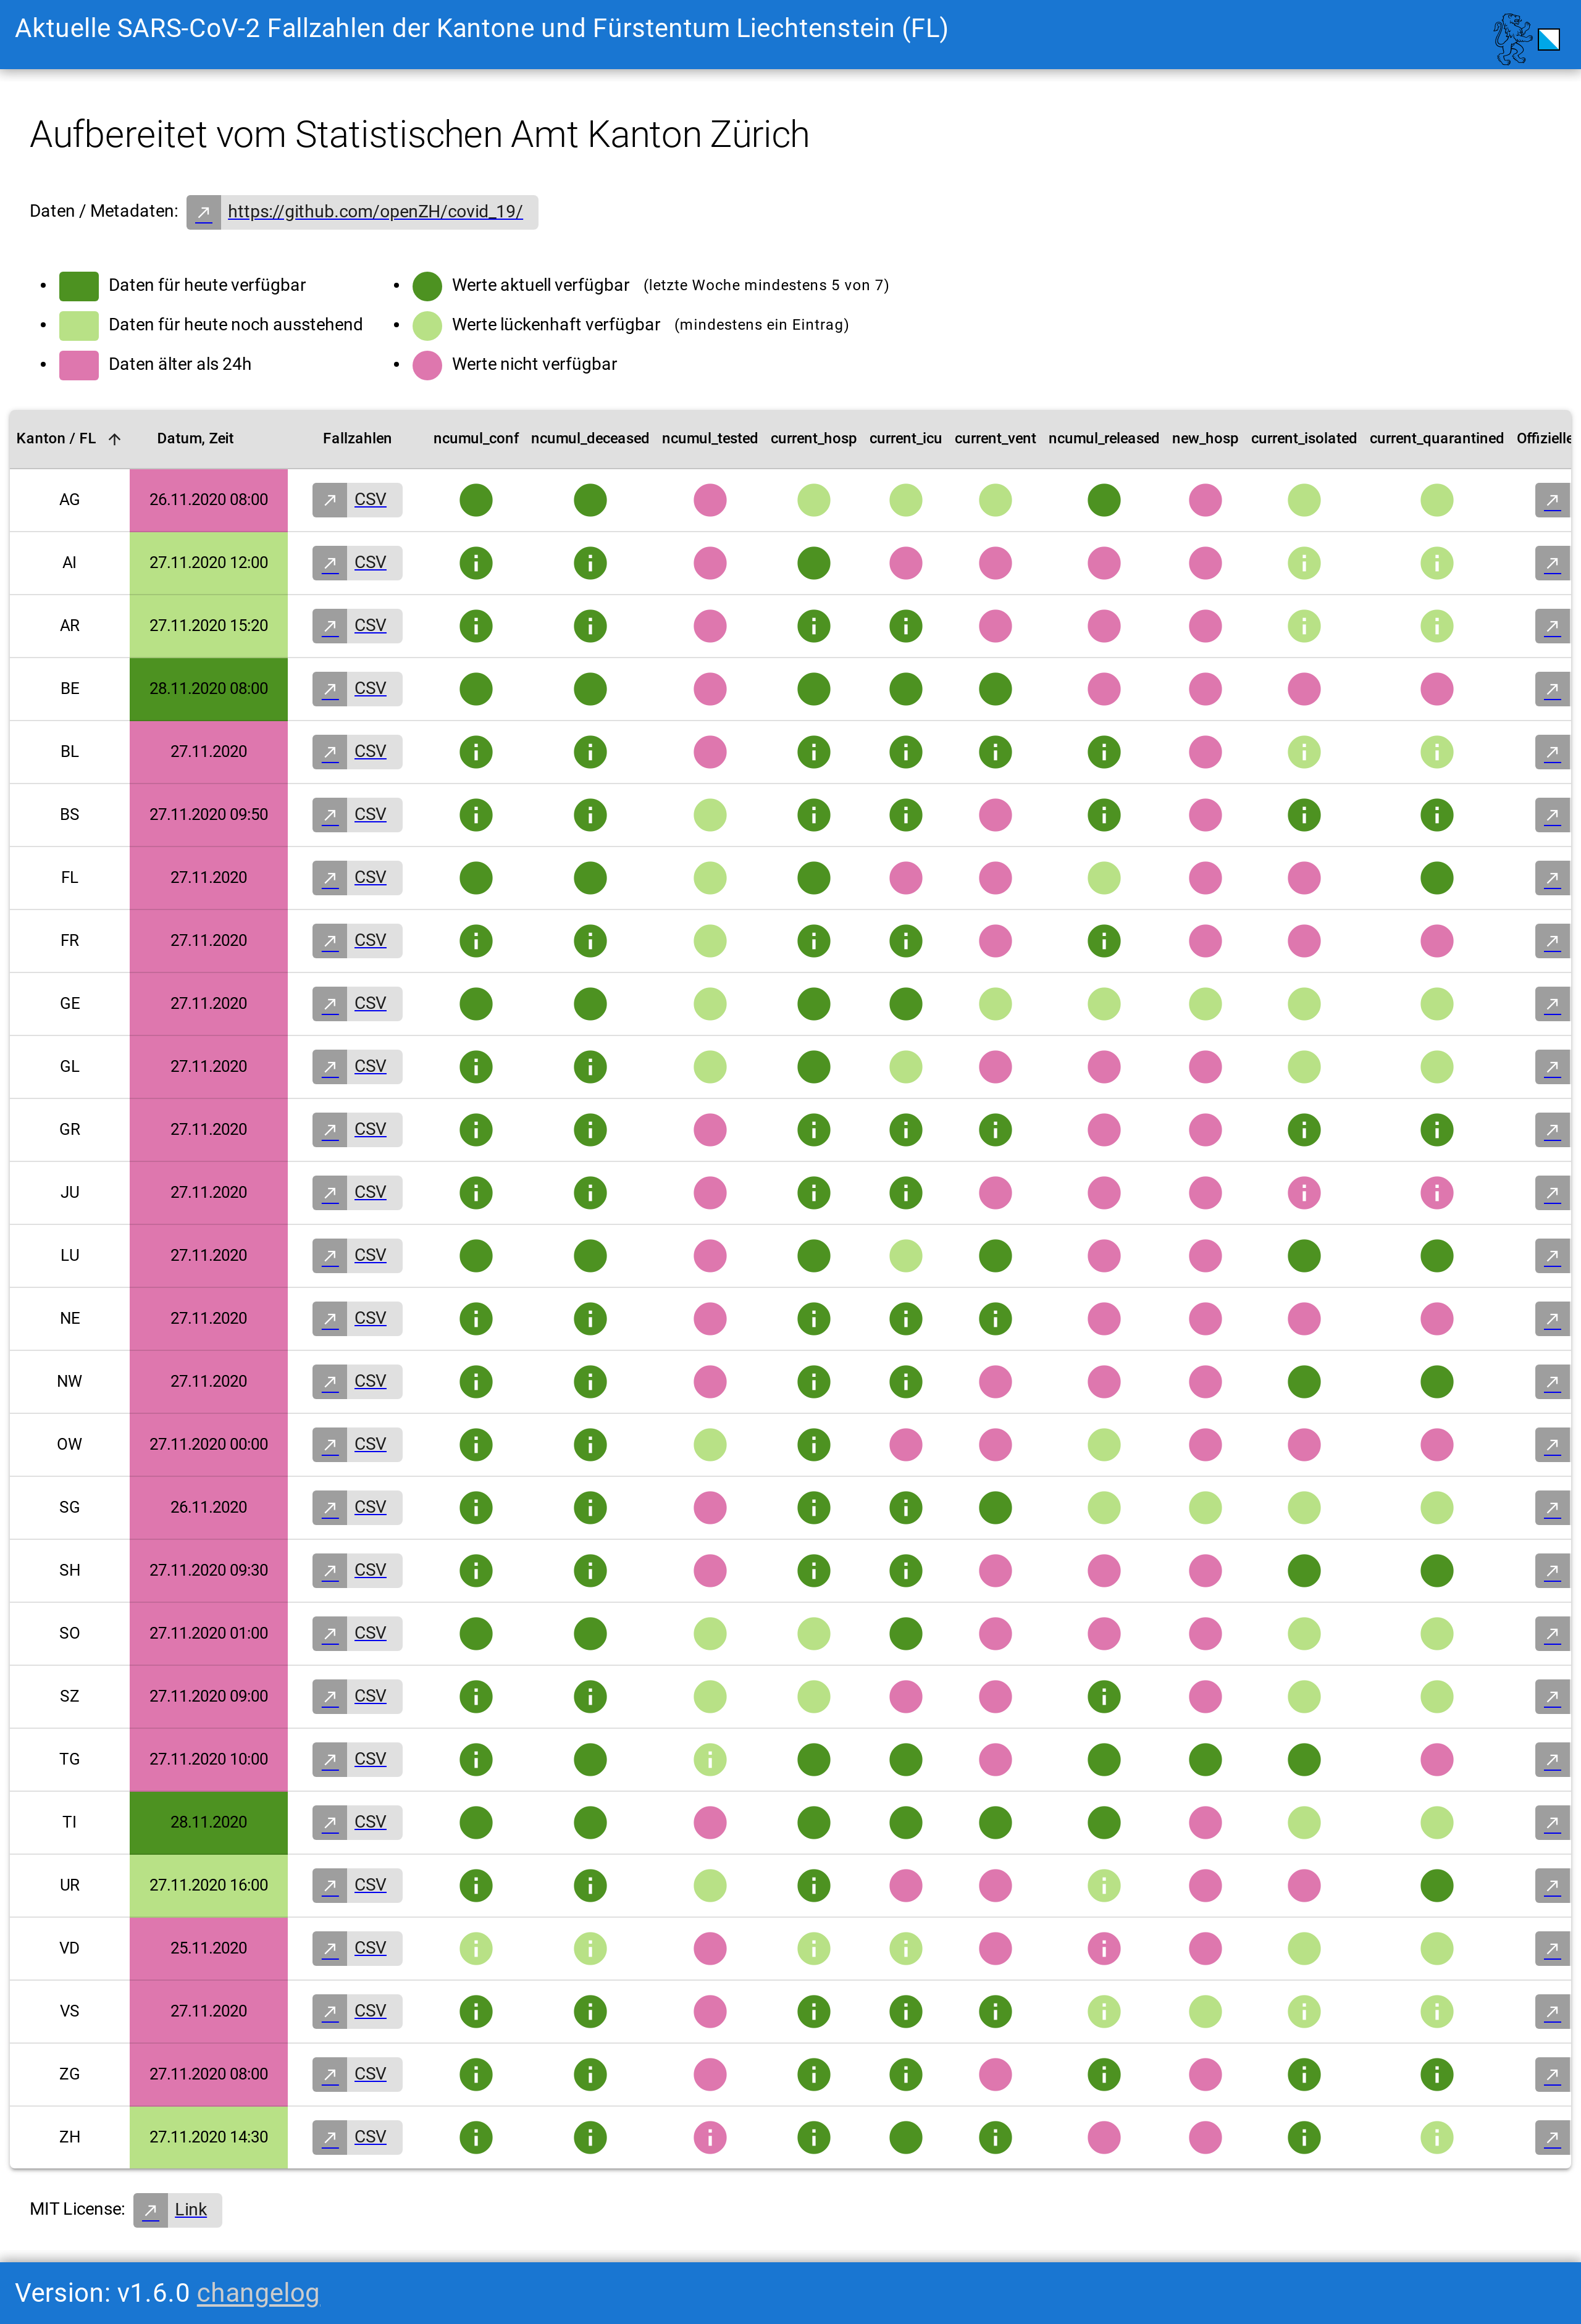 Aktuelle SARS-CoV-2 Fallzahlen der Kantone und Fürstentum Liechtenstein (FL)
Aufbereitet vom Statistischen Amt Kanton Zürich
Daten / Metadaten: https://github.com/openZH/covid_19/
Daten für heute verfügbar
Daten für heute noch ausstehend
Daten älter als 24h
Werte aktuell verfügbar (letzte Woche mindestens 5 von 7)
Werte lückenhaft verfügbar (mindestens ein Eintrag)
Werte nicht verfügbar
Kanton / FL Datum, Zeit Fallzahlen ncumul_conf ncumul_deceased ncumul_tested current_hosp current_icu current_vent ncumul_released new_hosp current_isolated current_quarantined Offizielle
AG 26.11.2020 08:00 CSV
AI 27.11.2020 12:00 CSV
AR 27.11.2020 15:20 CSV
BE 28.11.2020 08:00 CSV
BL 27.11.2020 CSV
BS 27.11.2020 09:50 CSV
FL 27.11.2020 CSV
FR 27.11.2020 CSV
GE 27.11.2020 CSV
GL 27.11.2020 CSV
GR 27.11.2020 CSV
JU 27.11.2020 CSV
LU 27.11.2020 CSV
NE 27.11.2020 CSV
NW 27.11.2020 CSV
OW 27.11.2020 00:00 CSV
SG 26.11.2020 CSV
SH 27.11.2020 09:30 CSV
SO 27.11.2020 01:00 CSV
SZ 27.11.2020 09:00 CSV
TG 27.11.2020 10:00 CSV
TI 28.11.2020 CSV
UR 27.11.2020 16:00 CSV
VD 25.11.2020 CSV
VS 27.11.2020 CSV
ZG 27.11.2020 08:00 CSV
ZH 27.11.2020 14:30 CSV
MIT License: Link
Version: v1.6.0 changelog